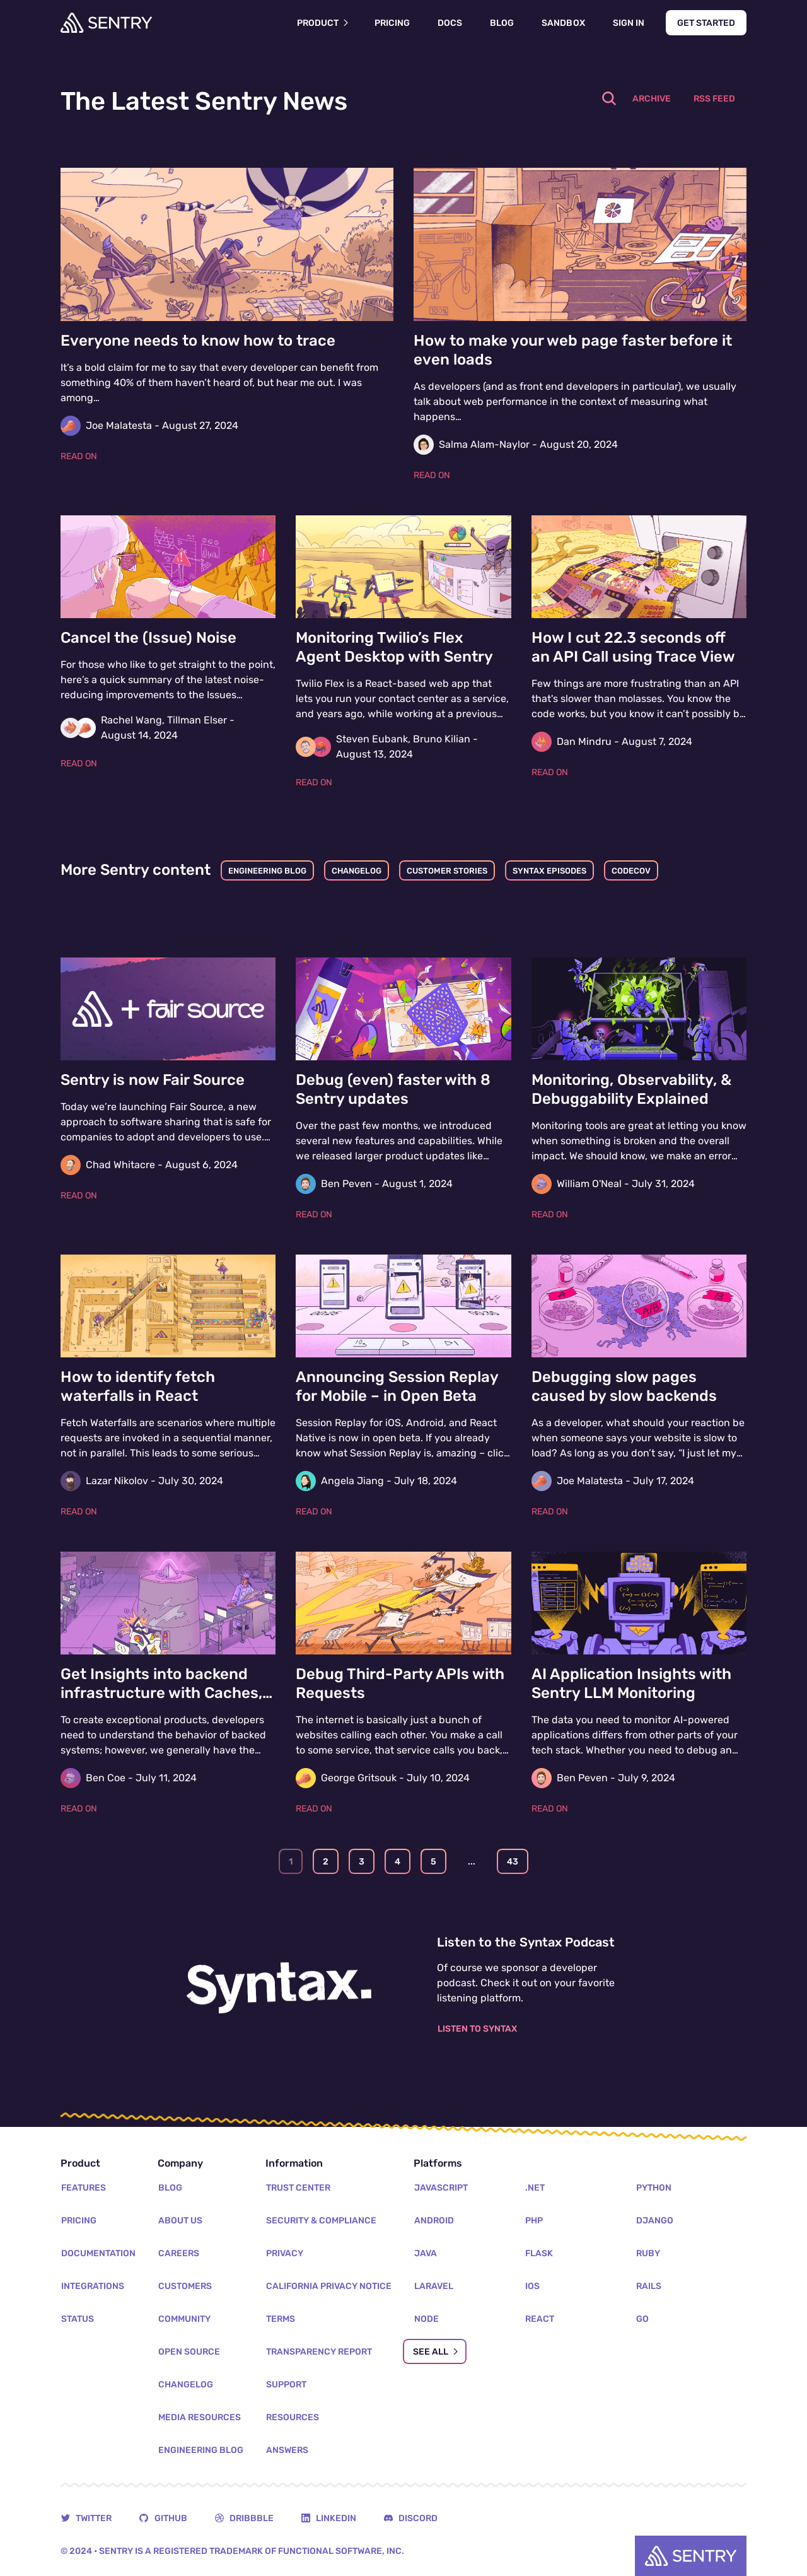 SENTRY
PRODUCT
PRICING
DOCS
BLOG
SANDBOX
SIGN IN
GET STARTED
The Latest Sentry News
ARCHIVE
RSS FEED
Everyone needs to know how to trace
It's a bold claim for me to say that every developer can benefit from
something 40% of them haven't heard of, but hear me out. I was
among...
Joe Malatesta - August 27, 2024
READ ON
How to make your web page faster before it
even loads
As developers (and as front end developers in particular), we usually
talk about web performance in the context of measuring what
happens...
Salma Alam-Naylor - August 20, 2024
READ ON
Cancel the (Issue) Noise
For those who like to get straight to the point,
here's a quick summary of the latest noise-
reducing improvements to the Issues...
Rachel Wang, Tillman Elser -
August 14, 2024
READ ON
Monitoring Twilio's Flex
Agent Desktop with Sentry
Twilio Flex is a React-based web app that
lets you run your contact center as a service,
and years ago, while working at a previous...
Steven Eubank, Bruno Kilian -
August 13, 2024
READ ON
How I cut 22.3 seconds off
an API Call using Trace View
Few things are more frustrating than an API
that's slower than molasses. You know the
code works, but you know it can't possibly b...
Dan Mindru - August 7, 2024
READ ON
More Sentry content
ENGINEERING BLOG
CHANGELOG
CUSTOMER STORIES
SYNTAX EPISODES
CODECOV
+ fair source
Sentry is now Fair Source
Today we're launching Fair Source, a new
approach to software sharing that is safe for
companies to adopt and developers to use....
Chad Whitacre - August 6, 2024
READ ON
Debug (even) faster with 8
Sentry updates
Over the past few months, we introduced
several new features and capabilities. While
we released larger product updates like...
Ben Peven - August 1, 2024
READ ON
Monitoring, Observability, &
Debuggability Explained
Monitoring tools are great at letting you know
when something is broken and the overall
impact. We should know, we make an error...
William O'Neal - July 31, 2024
READ ON
How to identify fetch
waterfalls in React
Fetch Waterfalls are scenarios where multiple
requests are invoked in a sequential manner,
not in parallel. This leads to some serious...
Lazar Nikolov - July 30, 2024
READ ON
Announcing Session Replay
for Mobile – in Open Beta
Session Replay for iOS, Android, and React
Native is now in open beta. If you already
know what Session Replay is, amazing – clic...
Angela Jiang - July 18, 2024
READ ON
A
A/B
B
Debugging slow pages
caused by slow backends
As a developer, what should your reaction be
when someone says your website is slow to
load? As long as you don't say, "I just let my...
Joe Malatesta - July 17, 2024
READ ON
Get Insights into backend
infrastructure with Caches,...
To create exceptional products, developers
need to understand the behavior of backed
systems; however, we generally have the...
Ben Coe - July 11, 2024
READ ON
Debug Third-Party APIs with
Requests
The internet is basically just a bunch of
websites calling each other. You make a call
to some service, that service calls you back,...
George Gritsouk - July 10, 2024
READ ON
AI Application Insights with
Sentry LLM Monitoring
The data you need to monitor AI-powered
applications differs from other parts of your
tech stack. Whether you need to debug an...
Ben Peven - July 9, 2024
READ ON
1
2
3
4
5
...
43
Syntax.
Listen to the Syntax Podcast
Of course we sponsor a developer
podcast. Check it out on your favorite
listening platform.
LISTEN TO SYNTAX
Product
FEATURES
PRICING
DOCUMENTATION
INTEGRATIONS
STATUS
Company
BLOG
ABOUT US
CAREERS
CUSTOMERS
COMMUNITY
OPEN SOURCE
CHANGELOG
MEDIA RESOURCES
ENGINEERING BLOG
Information
TRUST CENTER
SECURITY & COMPLIANCE
PRIVACY
CALIFORNIA PRIVACY NOTICE
TERMS
TRANSPARENCY REPORT
SUPPORT
RESOURCES
ANSWERS
Platforms
JAVASCRIPT
ANDROID
JAVA
LARAVEL
NODE
SEE ALL
.NET
PHP
FLASK
IOS
REACT
PYTHON
DJANGO
RUBY
RAILS
GO
TWITTER
GITHUB
DRIBBBLE
LINKEDIN
DISCORD
© 2024 • SENTRY IS A REGISTERED TRADEMARK OF FUNCTIONAL SOFTWARE, INC.
SENTRY